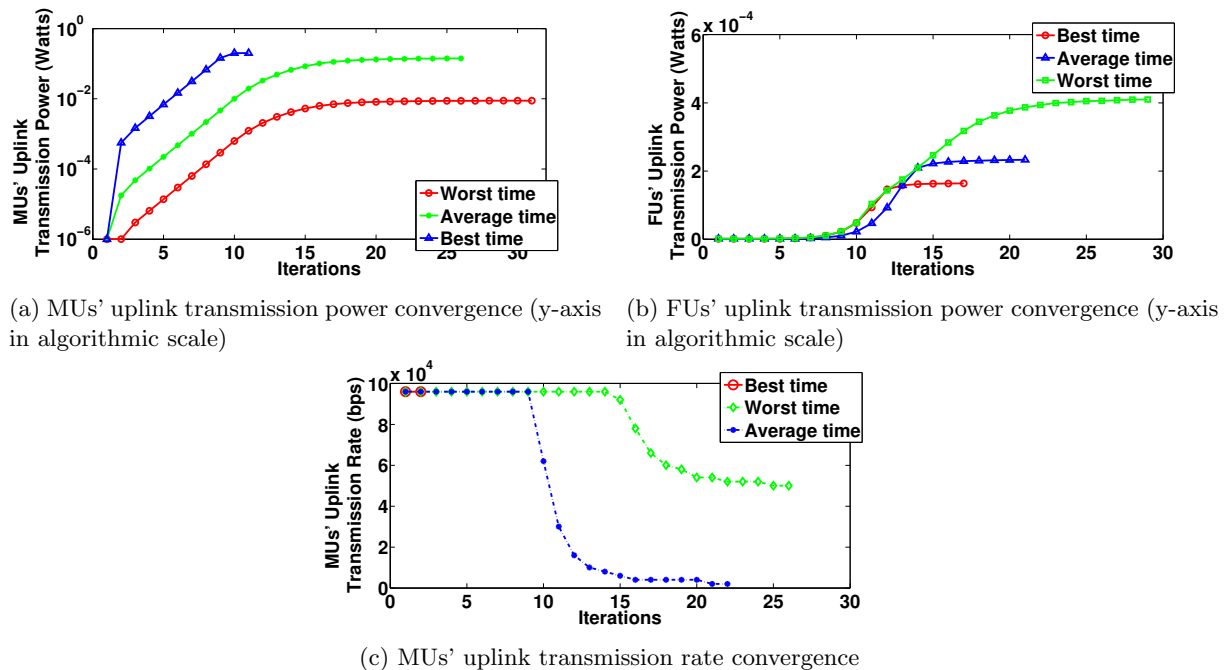 10^0
10^-2
10^-4
10^-6
0 5 10 15 20 25 30
MUs' Uplink
Transmission Power (Watts)
Iterations
Worst time
Average time
Best time
6 x 10^-4
4
2
0
0 5 10 15 20 25 30
FUs' Uplink
Transmission Power (Watts)
Iterations
Best time
Average time
Worst time
(a) MUs' uplink transmission power convergence (y-axis
in algorithmic scale)
(b) FUs' uplink transmission power convergence (y-axis
in algorithmic scale)
10 x 10^4
8
6
4
2
0
0 5 10 15 20 25 30
MUs' Uplink
Transmission Rate (bps)
Iterations
Best time
Worst time
Average time
(c) MUs' uplink transmission rate convergence